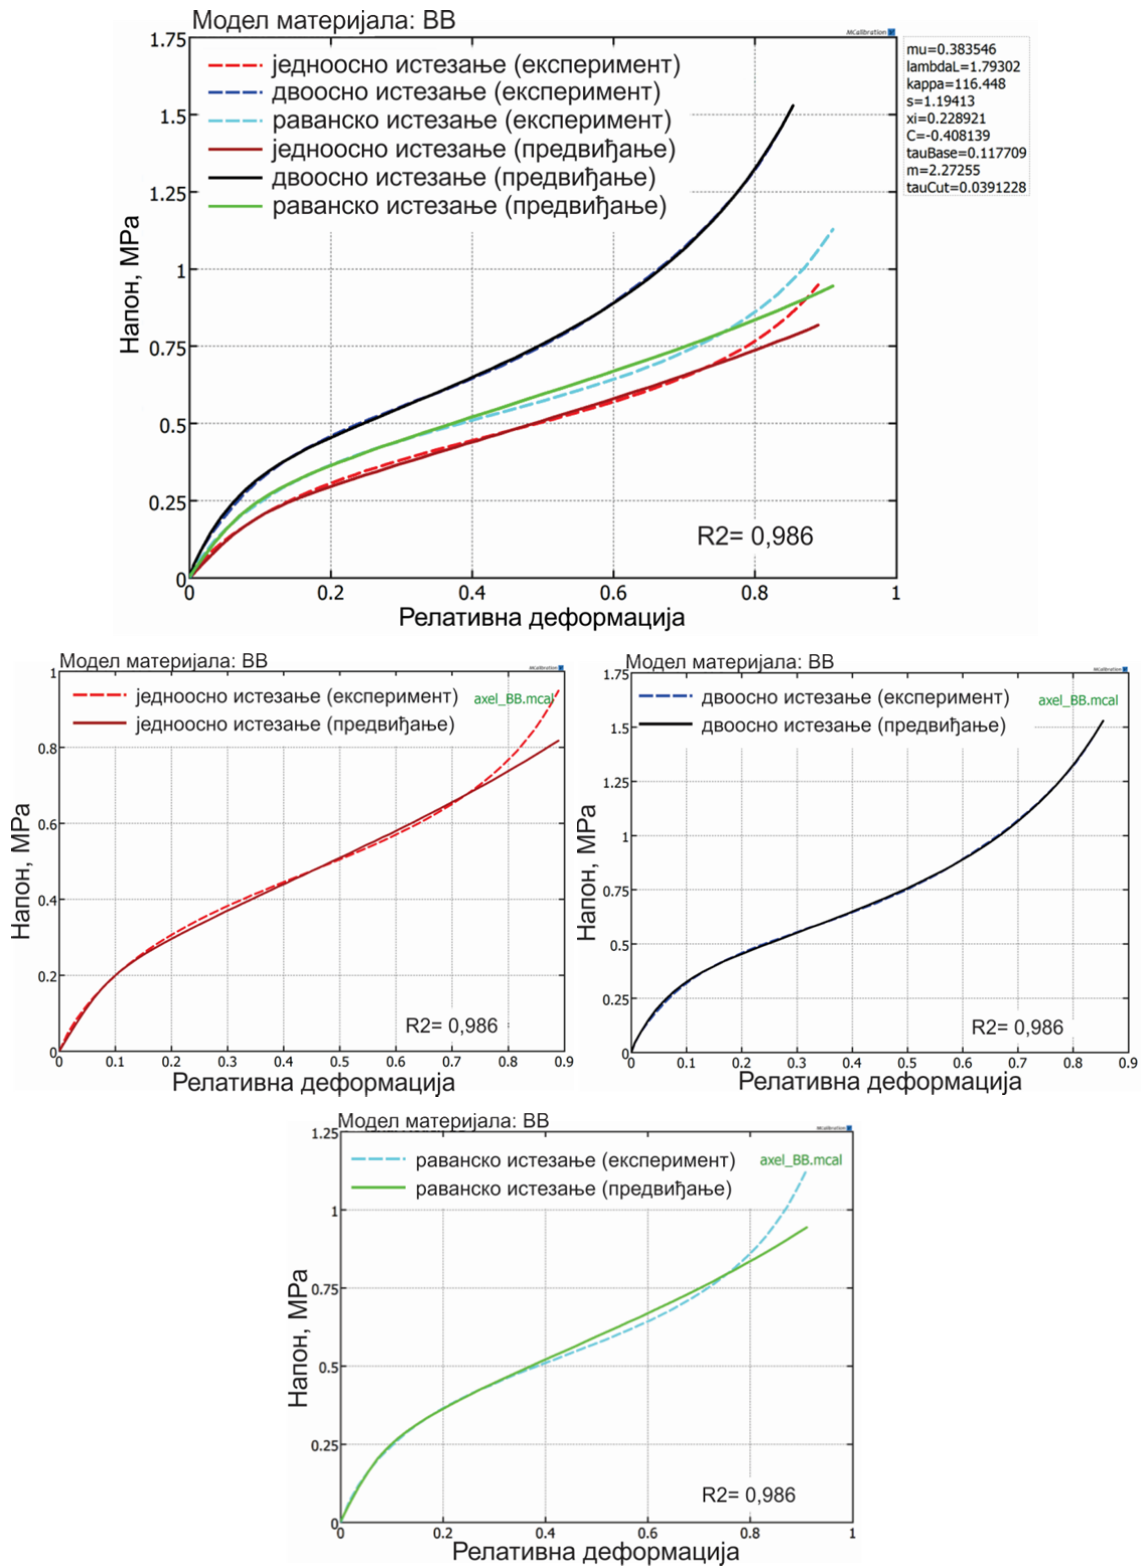 Модел материјала: BB
MCalibration
1.75
1.5
1.25
1
0.75
0.5
0.25
0
једноосно истезање (експеримент)
двоосно истезање (експеримент)
раванско истезање (експеримент)
једноосно истезање (предвиђање)
двоосно истезање (предвиђање)
раванско истезање (предвиђање)
mu=0.383546
lambdaL=1.79302
kappa=116.448
s=1.19413
xi=0.228921
C=-0.408139
tauBase=0.117709
m=2.27255
tauCut=0.0391228
Напон, MPa
R2= 0,986
0 0.2 0.4 0.6 0.8 1
Релативна деформација
Модел материјала: BB
MCalibration
1
0.8
0.6
0.4
0.2
0
једноосно истезање (експеримент)
једноосно истезање (предвиђање)
axel_BB.mcal
Напон, MPa
R2= 0,986
0 0.1 0.2 0.3 0.4 0.5 0.6 0.7 0.8 0.9
Релативна деформација
Модел материјала: BB
MCalibration
1.75
1.5
1.25
1
0.75
0.5
0.25
0
двоосно истезање (експеримент)
двоосно истезање (предвиђање)
axel_BB.mcal
Напон, MPa
R2= 0,986
0 0.1 0.2 0.3 0.4 0.5 0.6 0.7 0.8 0.9
Релативна деформација
Модел материјала: BB
MCalibration
1.25
1
0.75
0.5
0.25
0
раванско истезање (експеримент)
раванско истезање (предвиђање)
axel_BB.mcal
Напон, MPa
R2= 0,986
0 0.2 0.4 0.6 0.8 1
Релативна деформација